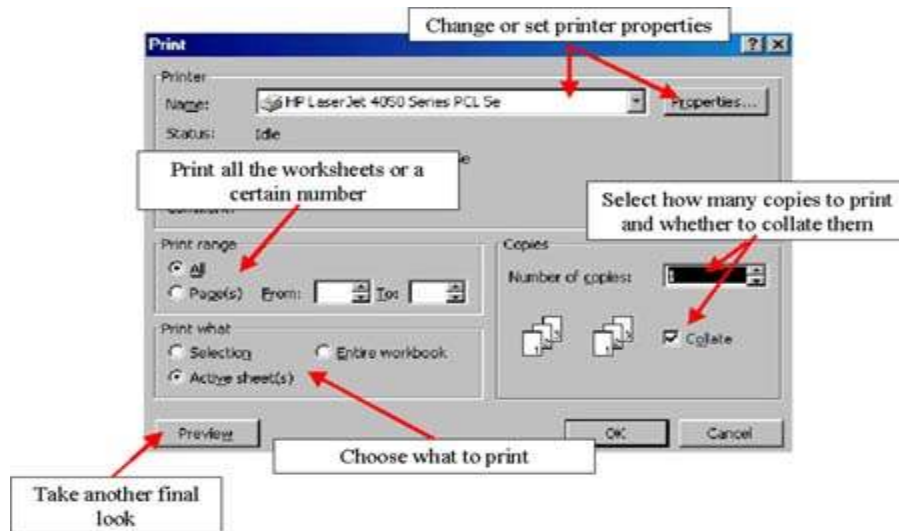 Change or set printer properties
Print
Printer
Name:
HP LaserJet 4050 Series PCL 5e
Properties...
Status:
Idle
Print all the worksheets or a
certain number
Select how many copies to print
and whether to collate them
Print range
All
Page(s) From: To:
Copies
Number of copies:
1
Collate
Print what
Selection
Entire workbook
Active sheet(s)
Preview
OK
Cancel
Choose what to print
Take another final
look